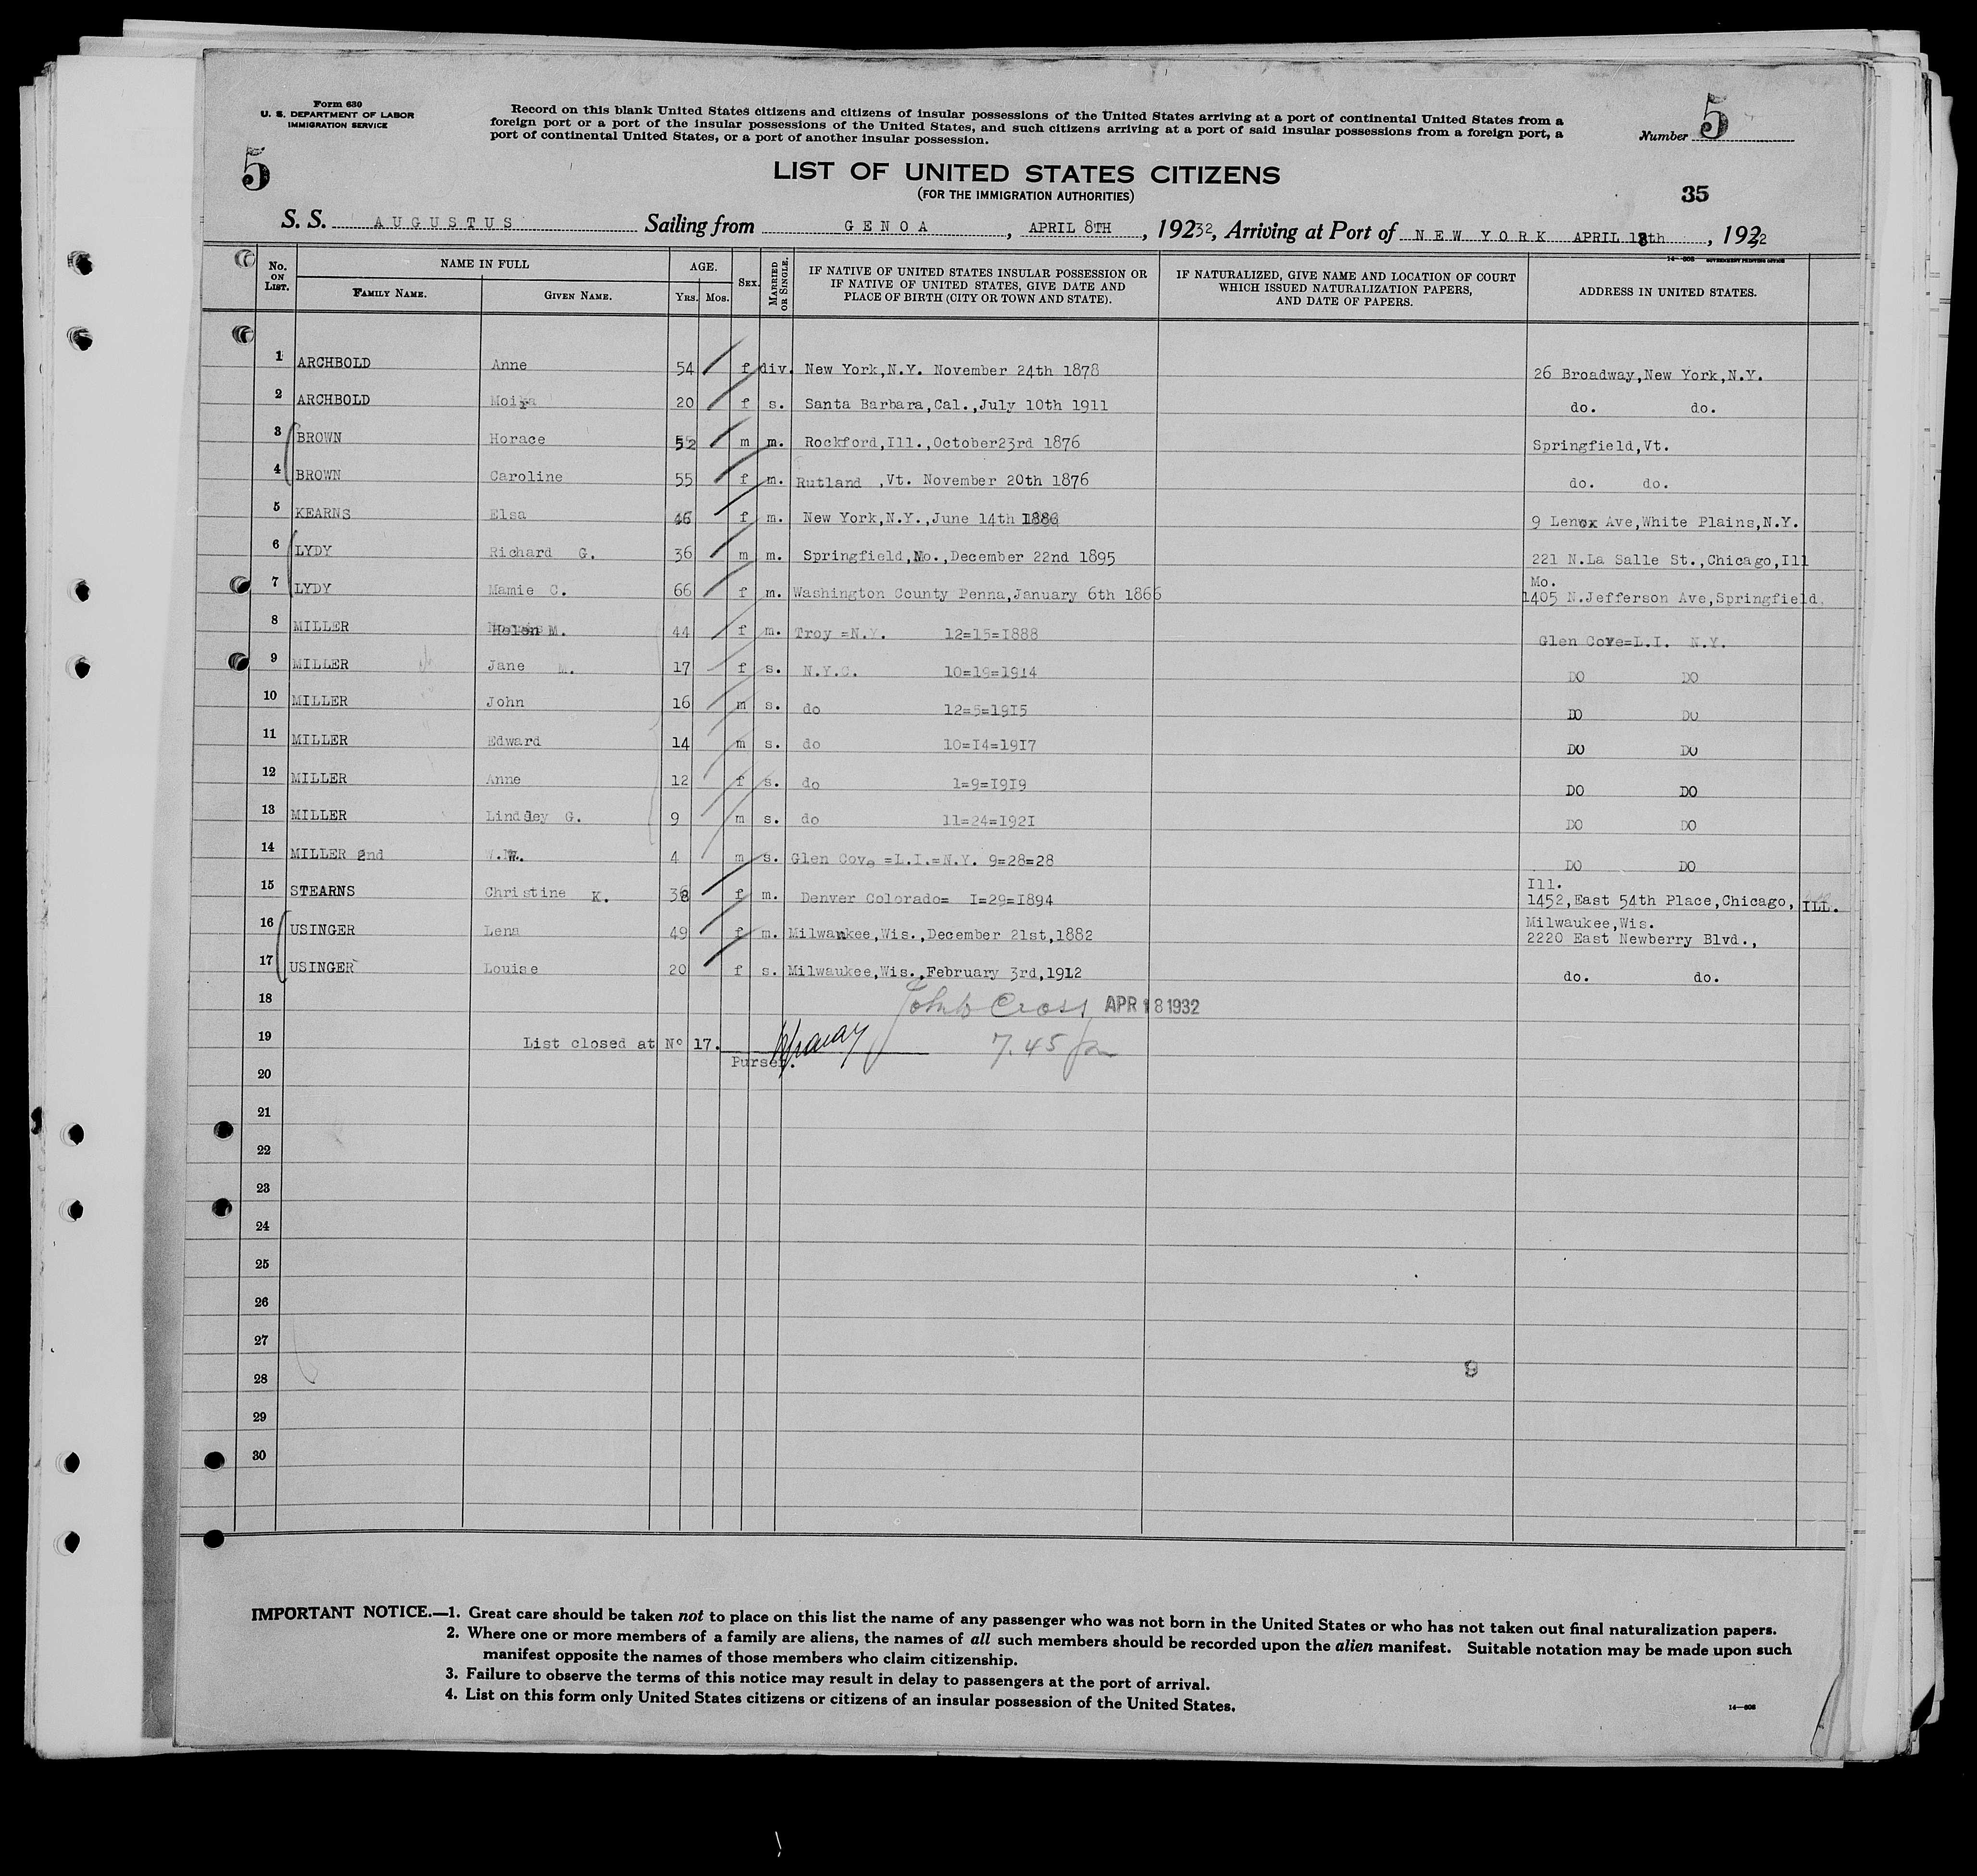 Form 630
U. S. DEPARTMENT OF LABOR
IMMIGRATION SERVICE
Record on this blank United States citizens and citizens of insular possessions of the United States arriving at a port of continental United States from a
foreign port or a port of the insular possessions of the United States, and such citizens arriving at a port of said insular possessions from a foreign port, a
port of continental United States, or a port of another insular possession.
Number 5
5
LIST OF UNITED STATES CITIZENS
(FOR THE IMMIGRATION AUTHORITIES)
35
S. S. AUGUSTUS Sailing from GENOA, APRIL 8TH, 19232, Arriving at Port of NEW YORK APRIL 18th, 1932
No. ON LIST.
NAME IN FULL
FAMILY NAME.
GIVEN NAME.
AGE.
YRS. MOS.
SEX.
MARRIED OR SINGLE.
IF NATIVE OF UNITED STATES INSULAR POSSESSION OR
IF NATIVE OF UNITED STATES, GIVE DATE AND
PLACE OF BIRTH (CITY OR TOWN AND STATE).
IF NATURALIZED, GIVE NAME AND LOCATION OF COURT
WHICH ISSUED NATURALIZATION PAPERS,
AND DATE OF PAPERS.
ADDRESS IN UNITED STATES.
1 ARCHBOLD Anne 54 f div. New York,N.Y. November 24th 1878 26 Broadway,New York,N.Y.
2 ARCHBOLD Moira 20 f s. Santa Barbara,Cal.,July 10th 1911 do. do.
3 BROWN Horace 52 m m. Rockford,Ill.,October23rd 1876 Springfield,Vt.
4 BROWN Caroline 55 f m. Rutland ,Vt. November 20th 1876 do. do.
5 KEARNS Elsa 46 f m. New York,N.Y.,June 14th 1886 9 Lenox Ave,White Plains,N.Y.
6 LYDY Richard G. 36 m m. Springfield,Mo.,December 22nd 1895 221 N.La Salle St.,Chicago,Ill
7 LYDY Mamie C. 66 f m. Washington County Penna,January 6th 1866 Mo.
1405 N.Jefferson Ave,Springfield.
8 MILLER Helen M. 44 f m. Troy =N.Y. 12=15=1888 Glen Cove=L.I. N.Y.
9 MILLER Jane M. 17 f s. N.Y.C. 10=19=1914 DO DO
10 MILLER John 16 m s. do 12=5=1915 DO DO
11 MILLER Edward 14 m s. do 10=14=1917 DO DO
12 MILLER Anne 12 f s. do 1=9=1919 DO DO
13 MILLER Lindley G. 9 m s. do 11=24=1921 DO DO
14 MILLER 2nd W.W. 4 m s. Glen Cove =L.I.=N.Y. 9=28=28 DO DO
15 STEARNS Christine K. 38 f m. Denver Colorado= 1=29=1894 Ill.
1452,East 54th Place,Chicago, ILL.
16 USINGER Lena 49 f m. Milwankee,Wis.,December 21st,1882 Milwaukee,Wis.
2220 East Newberry Blvd.,
17 USINGER Louise 20 f s. Milwaukee,Wis.,February 3rd,1912 do. do.
18 Cross APR 18 1932
19 List closed at Nº 17. 7.45
Purser.
20
21
22
23
24
25
26
27
28
29
30
9
IMPORTANT NOTICE.—1. Great care should be taken not to place on this list the name of any passenger who was not born in the United States or who has not taken out final naturalization papers.
2. Where one or more members of a family are aliens, the names of all such members should be recorded upon the alien manifest. Suitable notation may be made upon such
manifest opposite the names of those members who claim citizenship.
3. Failure to observe the terms of this notice may result in delay to passengers at the port of arrival.
4. List on this form only United States citizens or citizens of an insular possession of the United States.
14—808